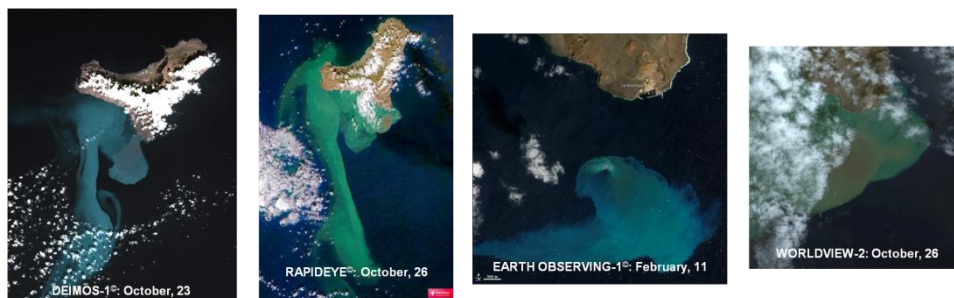 DEIMOS-1©: October, 23
RAPIDEYE©: October, 26
EARTH OBSERVING-1©: February, 11
WORLDVIEW-2: October, 26